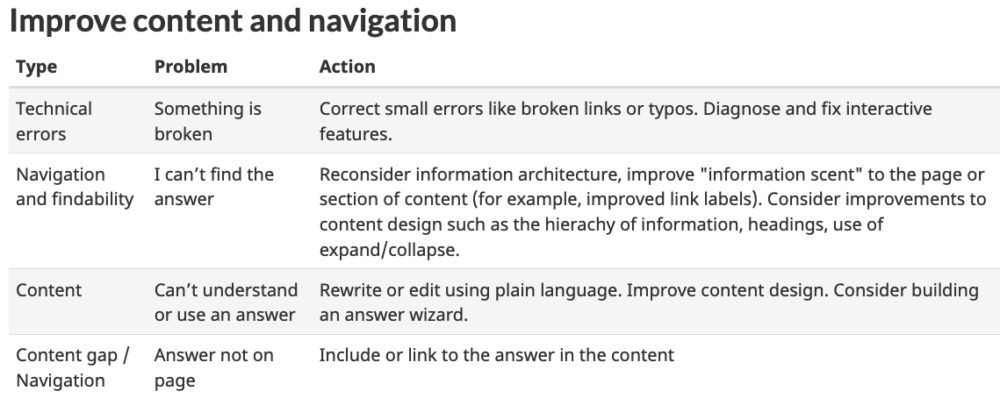 Improve content and navigation
Type Problem Action
Technical errors Something is broken Correct small errors like broken links or typos. Diagnose and fix interactive features.
Navigation and findability I can’t find the answer Reconsider information architecture, improve "information scent" to the page or section of content (for example, improved link labels). Consider improvements to content design such as the hierachy of information, headings, use of expand/collapse.
Content Can’t understand or use an answer Rewrite or edit using plain language. Improve content design. Consider building an answer wizard.
Content gap / Navigation Answer not on page Include or link to the answer in the content